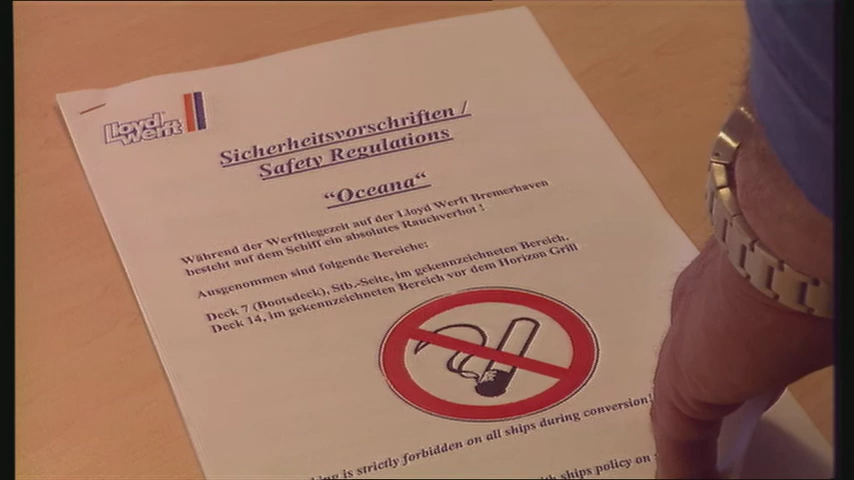 Lloyd
Werft
Sicherheitsvorschriften /
Safety Regulations
“Oceana“
Während der Werftliegezeit auf der Lloyd Werft Bremerhaven
besteht auf dem Schiff ein absolutes Rauchverbot !
Ausgenommen sind folgende Bereiche:
Deck 7 (Bootsdeck), Stb.-Seite, im gekennzeichneten Bereich,
Deck 14, im gekennzeichneten Bereich vor dem Horizon Grill
is strictly forbidden on all ships during conversion!
ships policy on